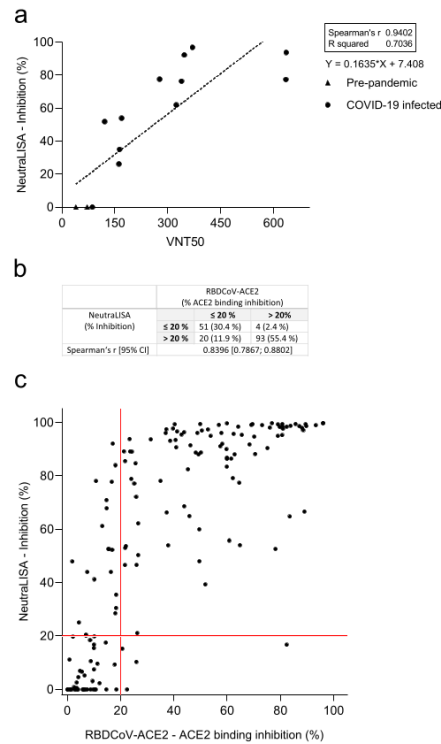 a
Spearman's r 0.9402
R squared 0.7036
Y = 0.1635*X + 7.408
Pre-pandemic
COVID-19 infected
NeutraLISA - Inhibition (%)
100
80
60
40
20
0
0 150 300 450 600
VNT50
b
RBDCoV-ACE2
(% ACE2 binding inhibition)
NeutraLISA
(% Inhibition)
≤ 20 % > 20%
≤ 20 % 51 (30.4 %) 4 (2.4 %)
> 20% 20 (11.9 %) 93 (55.4 %)
Spearman's r [95% CI] 0.8396 [0.7867; 0.8802]
c
NeutraLISA - Inhibition (%)
100
80
60
40
20
0
0 20 40 60 80 100
RBDCoV-ACE2 - ACE2 binding inhibition (%)